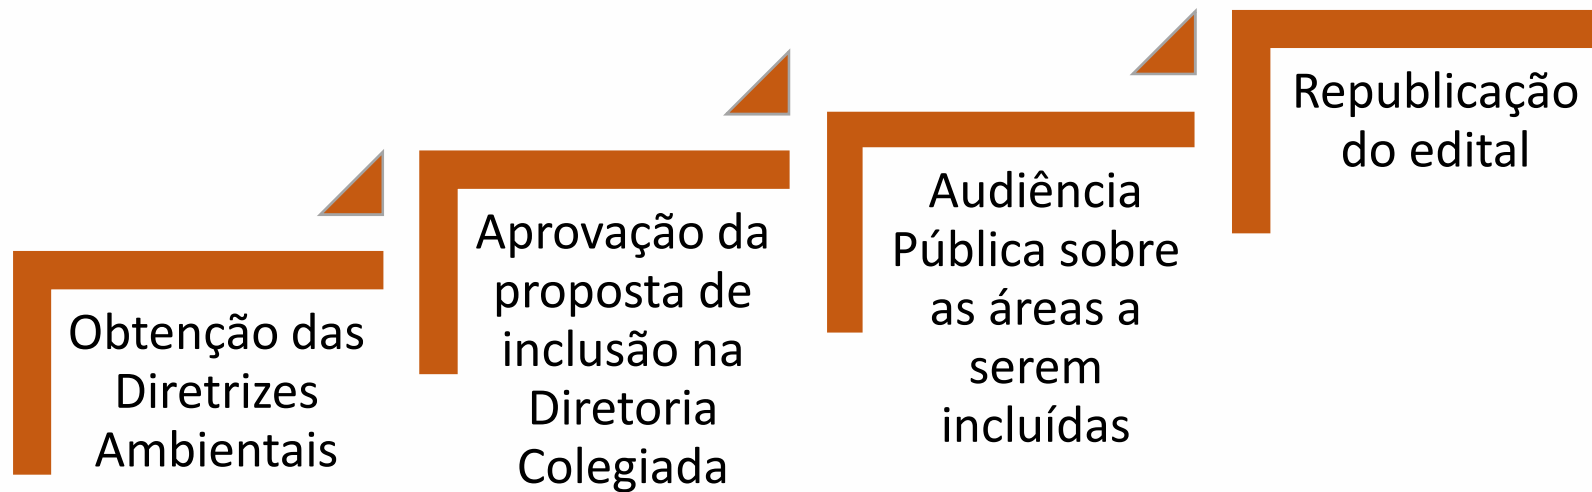 Obtenção das
Diretrizes
Ambientais
Aprovação da
proposta de
inclusão na
Diretoria
Colegiada
Audiência
Pública sobre
as áreas a
serem
incluídas
Republicação
do edital